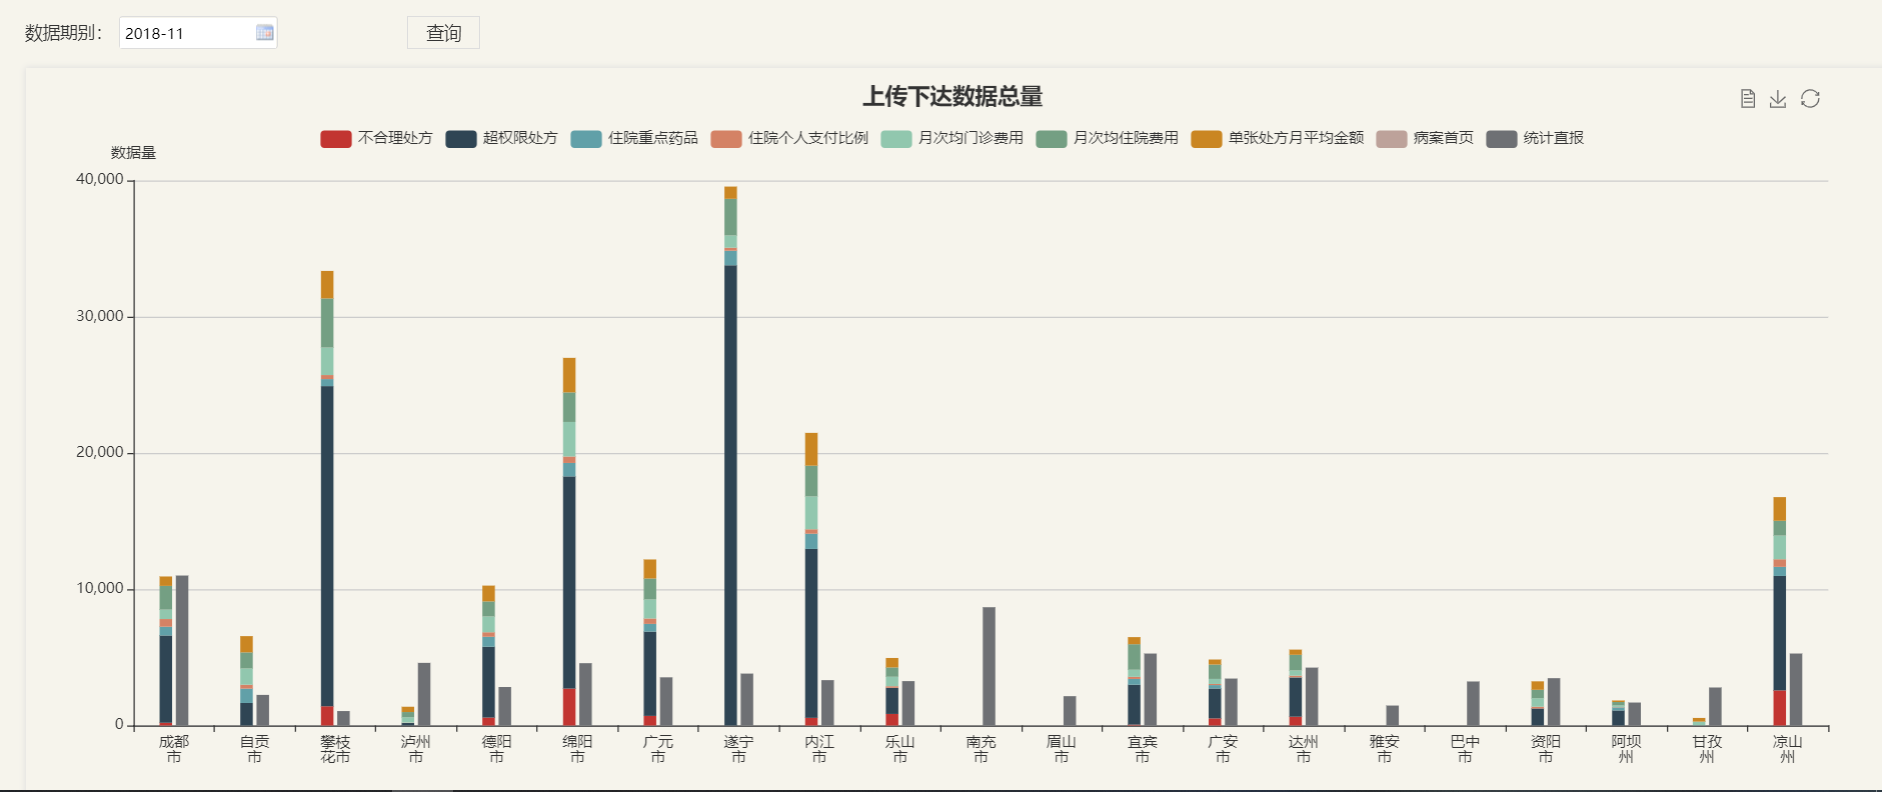 数据期别： 2018-11 查询
上传下达数据总量
不合理处方 超权限处方 住院重点药品 住院个人支付比例 月次均门诊费用 月次均住院费用 单张处方月平均金额 病案首页 统计直报
数据量
40,000
30,000
20,000
10,000
0
成都市
自贡市
攀枝花市
泸州市
德阳市
绵阳市
广元市
遂宁市
内江市
乐山市
南充市
眉山市
宜宾市
广安市
达州市
雅安市
巴中市
资阳市
阿坝州
甘孜州
凉山州